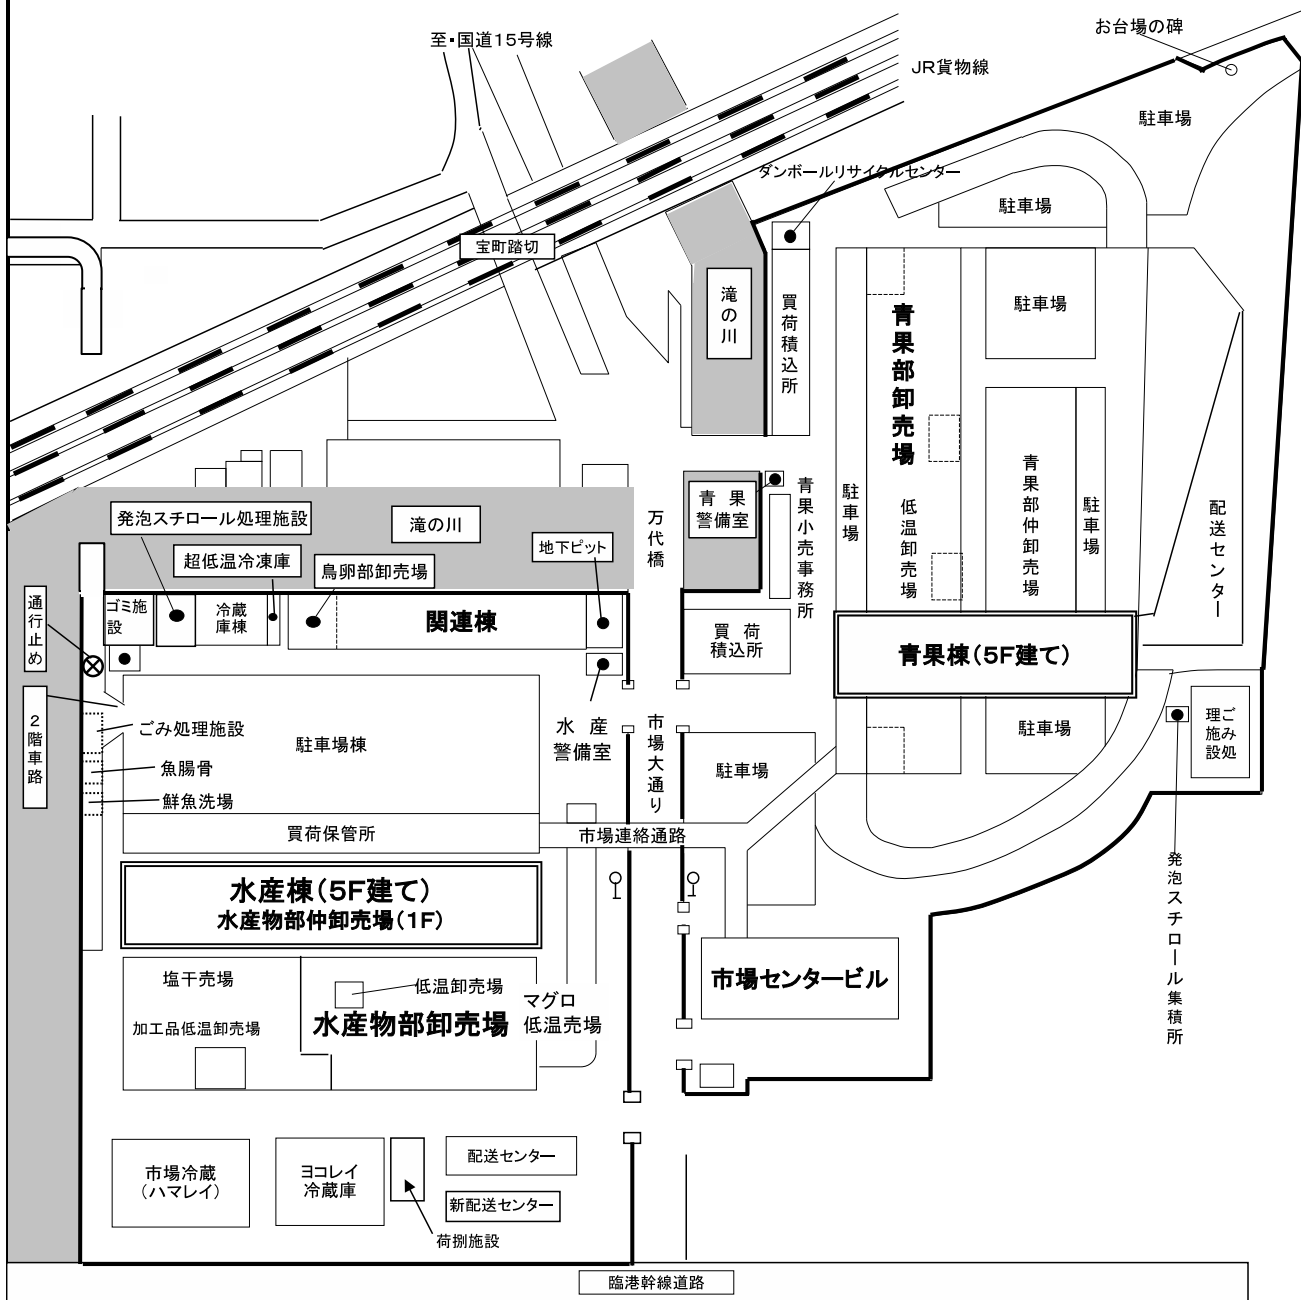 至・国道15号線
お台場の碑
JR貨物線
駐車場
ダンボールリサイクルセンター
駐車場
宝町踏切
滝の川
買荷積込所
青果部卸売場
駐車場
発泡スチロール処理施設
滝の川
万代橋
青 果
警備室
青果小売事務所
駐車場
低温卸売場
青果部仲卸売場
駐車場
配送センター
超低温冷凍庫
鳥卵部卸売場
地下ピット
通行止め
ゴミ施
設
冷蔵
庫棟
関連棟
買 荷
積込所
青果棟(5F建て)
2階車路
ごみ処理施設
駐車場棟
水 産
警備室
市場大通り
駐車場
駐車場
ごみ処
理施設
魚腸骨
鮮魚洗場
買荷保管所
市場連絡通路
水産棟(5F建て)
水産物部仲卸売場(1F)
発泡スチロール集積所
塩干売場
低温卸売場
マグロ
低温売場
市場センタービル
加工品低温卸売場
水産物部卸売場
市場冷蔵
(ハマレイ)
ヨコレイ
冷蔵庫
配送センター
新配送センター
荷捌施設
臨港幹線道路